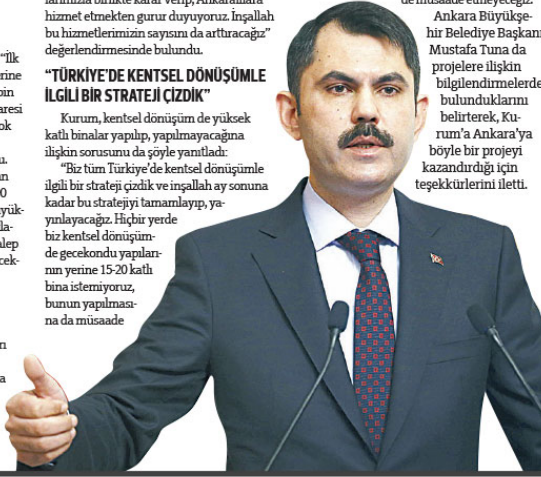 “İlk
erine
bin
aresi
ok
u.
an
0
yük-
la-
alep
cek-
rı
a
larımızla birlikte karar verip, Ankaralılara
hizmet etmekten gurur duyuyoruz. İnşallah
bu hizmetlerimizin sayısını da arttıracağız”
değerlendirmesinde bulundu.
“TÜRKİYE’DE KENTSEL DÖNÜŞÜMLE
İLGİLİ BİR STRATEJİ ÇİZDİK”
Kurum, kentsel dönüşüm de yüksek
katlı binalar yapılıp, yapılmayacağına
ilişkin sorusunu da şöyle yanıtladı:
“Biz tüm Türkiye’de kentsel dönüşümle
ilgili bir strateji çizdik ve inşallah ay sonuna
kadar bu stratejiyi tamamlayıp, ya-
yınlayacağız. Hiçbir yerde
biz kentsel dönüşüm-
de gecekondu yapıları-
nın yerine 15-20 katlı
bina istemiyoruz,
bunun yapılması-
na da müsaade
de müsaade etmeyeceğiz.
Ankara Büyükşe-
hir Belediye Başkanı
Mustafa Tuna da
projelere ilişkin
bilgilendirmelerde
bulunduklarını
belirterek, Ku-
rum’a Ankara’ya
böyle bir projeyi
kazandırdığı için
teşekkürlerini iletti.